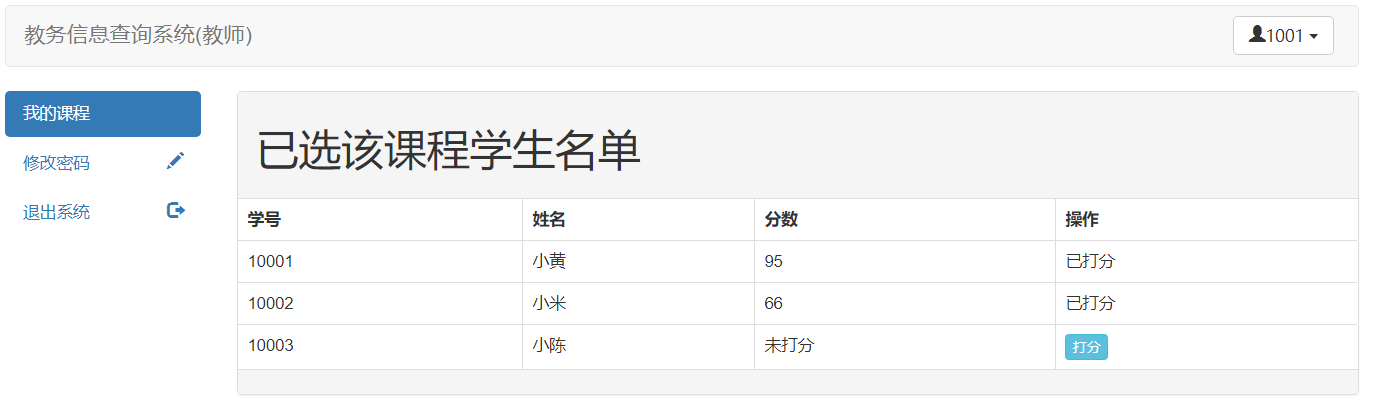 教务信息查询系统(教师)
1001
我的课程
修改密码
退出系统
已选该课程学生名单
学号 姓名 分数 操作
10001 小黄 95 已打分
10002 小米 66 已打分
10003 小陈 未打分 打分